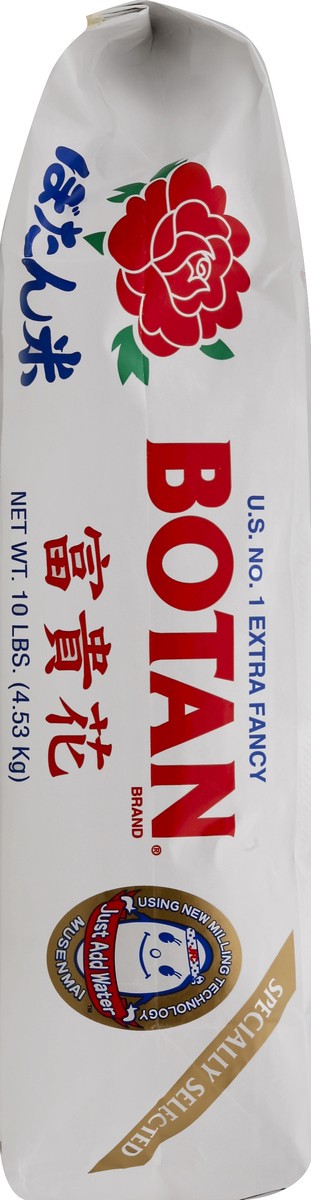 ぼたん米
U.S. NO. 1 EXTRA FANCY
BOTAN
BRAND ®
富貴花
NET WT. 10 LBS. (4.53 Kg)
USING NEW MILLING TECHNOLOGY
Just Add Water
MUSENMAI ™
SPECIALLY SELECTED